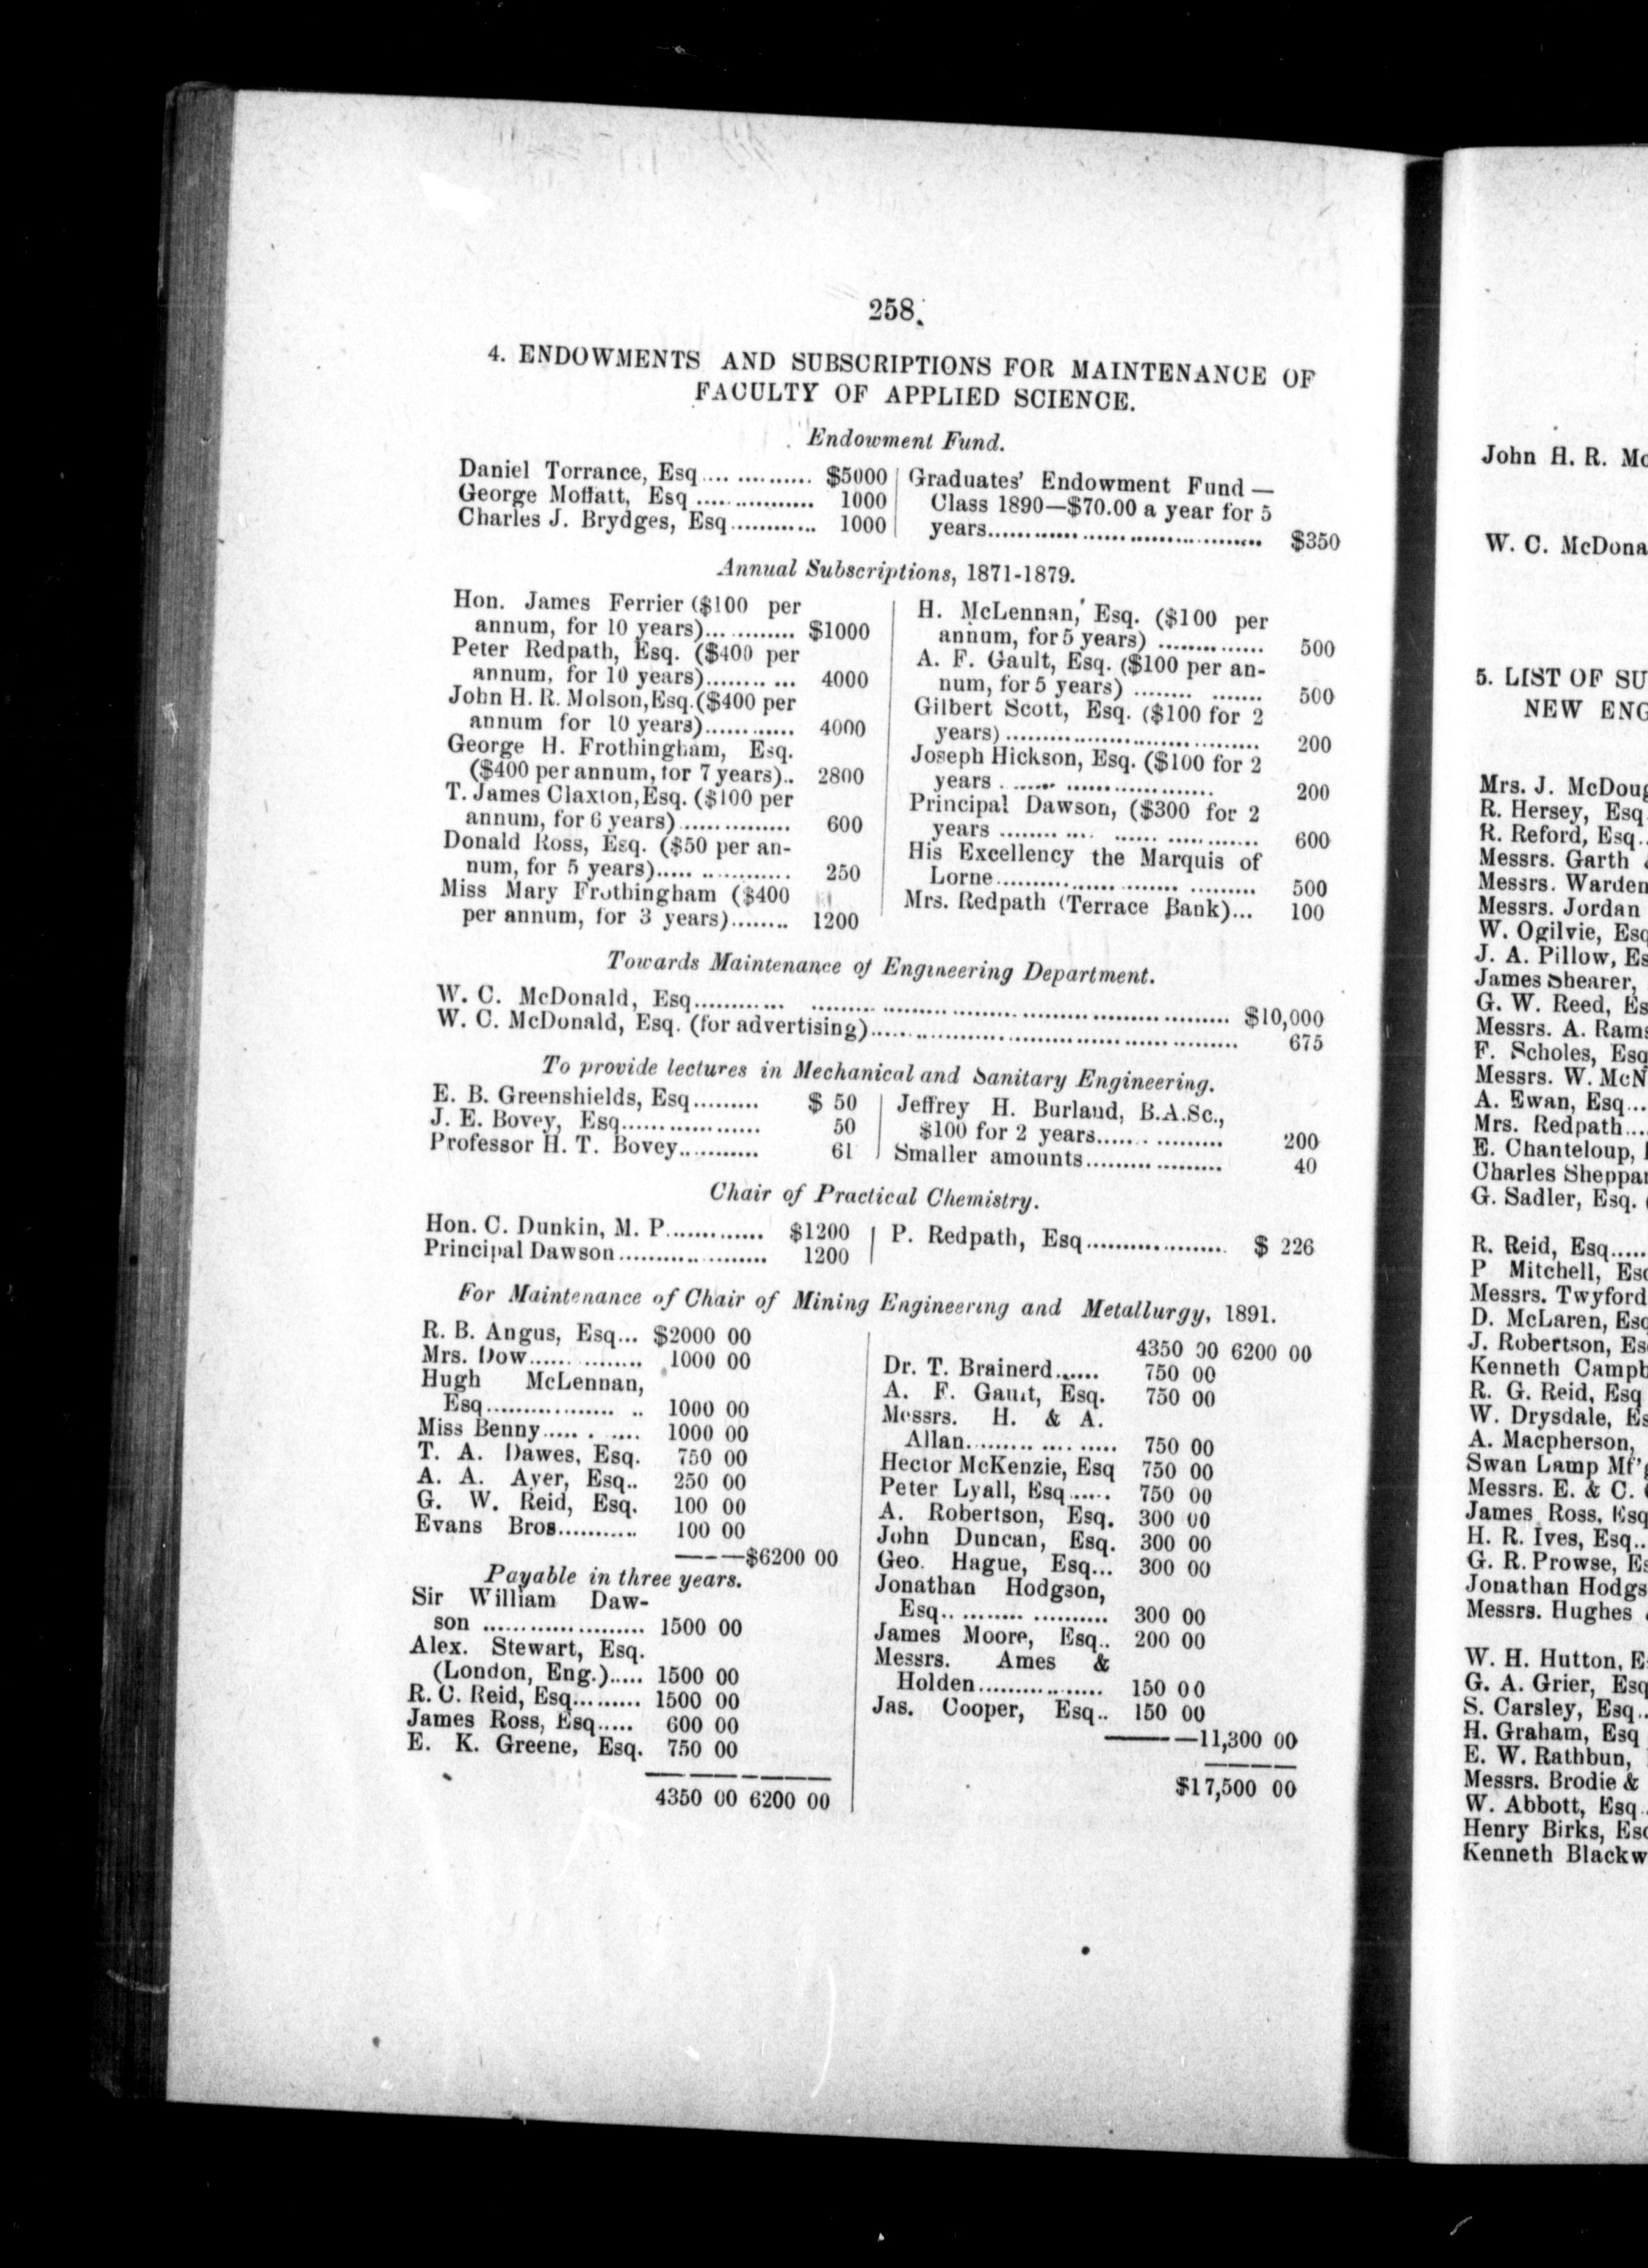 258.
4. ENDOWMENTS AND SUBSCRIPTIONS FOR MAINTENANCE OF
FACULTY OF APPLIED SCIENCE.
Endowment Fund.
Daniel Torrance, Esq .... .......... $5000
George Moffatt, Esq ................ 1000
Charles J. Brydges, Esq............ 1000
Graduates' Endowment Fund —
Class 1890—$70.00 a year for 5
years...................................... $350
Annual Subscriptions, 1871-1879.
Hon. James Ferrier ($100 per
annum, for 10 years)............. $1000
Peter Redpath, Esq. ($400 per
annum, for 10 years)........ ... 4000
John H. R. Molson, Esq. ($400 per
annum for 10 years)............ 4000
George H. Frothingham, Esq.
($400 per annum, for 7 years).. 2800
T. James Claxton, Esq. ($100 per
annum, for 6 years)............... 600
Donald Ross, Esq. ($50 per an-
num, for 5 years)..... ............ 250
Miss Mary Frothingham ($400
per annum, for 3 years)........ 1200
H. McLennan, Esq. ($100 per
annum, for 5 years) .............. 500
A. F. Gault, Esq. ($100 per an-
num, for 5 years) ........ ....... 500
Gilbert Scott, Esq. ($100 for 2
years) .................................. 200
Joseph Hickson, Esq. ($100 for 2
years . ...... ................... 200
Principal Dawson, ($300 for 2
years ........ .... ...... ........... 600
His Excellency the Marquis of
Lorne........................ ......... 500
Mrs. Redpath (Terrace Bank)... 100
Towards Maintenance of Engineering Department.
W. C. McDonald, Esq............ ............................................. $10,000
W. C. McDonald, Esq. (for advertising)............................................. 675
To provide lectures in Mechanical and Sanitary Engineering.
E. B. Greenshields, Esq......... $ 50
J. E. Bovey, Esq................... 50
Professor H. T. Bovey............ 61
Jeffrey H. Burland, B.A.Sc.,
$100 for 2 years....... ......... 200
Smaller amounts................... 40
Chair of Practical Chemistry.
Hon. C. Dunkin, M. P............. $1200
Principal Dawson.................... 1200
P. Redpath, Esq.................... $ 226
For Maintenance of Chair of Mining Engineering and Metallurgy, 1891.
R. B. Angus, Esq... $2000 00
Mrs. Dow............... 1000 00
Hugh McLennan,
Esq................. .. 1000 00
Miss Benny..... . .... 1000 00
T. A. Dawes, Esq. 750 00
A. A. Ayer, Esq.. 250 00
G. W. Reid, Esq. 100 00
Evans Bros........... 100 00
————$6200 00
Payable in three years.
Sir William Daw-
son ..................... 1500 00
Alex. Stewart, Esq.
(London, Eng.)..... 1500 00
R. C. Reid, Esq......... 1500 00
James Ross, Esq..... 600 00
E. K. Greene, Esq. 750 00
4350 00 6200 00
4350 00 6200 00
Dr. T. Brainerd...... 750 00
A. F. Gault, Esq. 750 00
Messrs. H. & A.
Allan......... .... ..... 750 00
Hector McKenzie, Esq 750 00
Peter Lyall, Esq ...... 750 00
A. Robertson, Esq. 300 00
John Duncan, Esq. 300 00
Geo. Hague, Esq... 300 00
Jonathan Hodgson,
Esq.. ......... .......... 300 00
James Moore, Esq.. 200 00
Messrs. Ames &
Holden................. 150 00
Jas. Cooper, Esq.. 150 00
————11,300 00
$17,500 00
John H. R. Mo
W. C. McDona
5. LIST OF SU
NEW ENG
Mrs. J. McDoug
R. Hersey, Esq
R. Reford, Esq..
Messrs. Garth
Messrs. Warden
Messrs. Jordan
W. Ogilvie, Esq
J. A. Pillow, Es
James Shearer,
G. W. Reed, Es
Messrs. A. Rams
F. Scholes, Esq
Messrs. W. McN
A. Ewan, Esq...
Mrs. Redpath....
E. Chanteloup,
Charles Sheppar
G. Sadler, Esq.
R. Reid, Esq.....
P Mitchell, Esq
Messrs. Twyford
D. McLaren, Esq
J. Robertson, Es
Kenneth Campb
R. G. Reid, Esq
W. Drysdale, Es
A. Macpherson,
Swan Lamp Mf'g
Messrs. E. & C.
James Ross, Esq
H. R. Ives, Esq..
G. R. Prowse, Es
Jonathan Hodgs
Messrs. Hughes
W. H. Hutton, E
G. A. Grier, Esq
S. Carsley, Esq..
H. Graham, Esq
E. W. Rathbun,
Messrs. Brodie &
W. Abbott, Esq.
Henry Birks, Esq
Kenneth Blackw